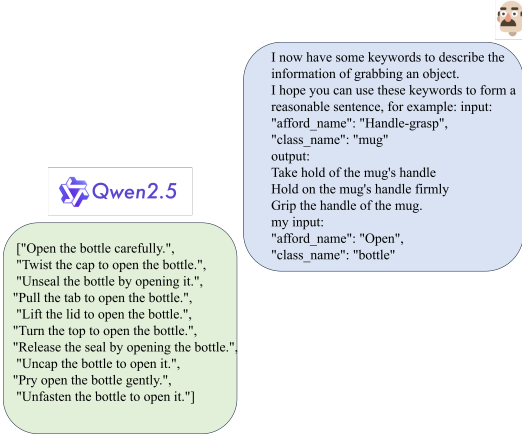 I now have some keywords to describe the
information of grabbing an object.
I hope you can use these keywords to form a
reasonable sentence, for example: input:
"afford_name": "Handle-grasp",
"class_name": "mug"
output:
Take hold of the mug's handle
Hold on the mug's handle firmly
Grip the handle of the mug.
my input:
"afford_name": "Open",
"class_name": "bottle"
Qwen2.5
["Open the bottle carefully.",
"Twist the cap to open the bottle.",
"Unseal the bottle by opening it.",
"Pull the tab to open the bottle.",
"Lift the lid to open the bottle.",
"Turn the top to open the bottle.",
"Release the seal by opening the bottle.",
"Uncap the bottle to open it.",
"Pry open the bottle gently.",
"Unfasten the bottle to open it."]